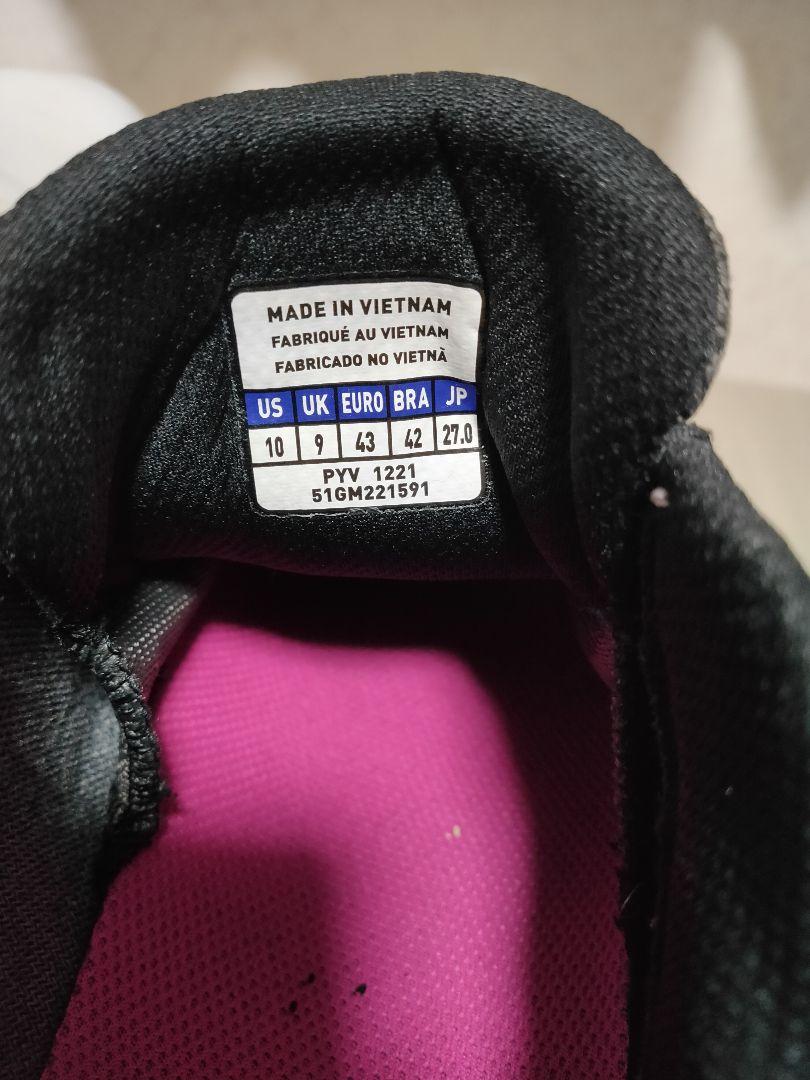 MADE IN VIETNAM
FABRIQUÉ AU VIETNAM
FABRICADO NO VIETNÀ
US UK EURO BRA JP
10 9 43 42 27.0
PYV 1221
51GM221591